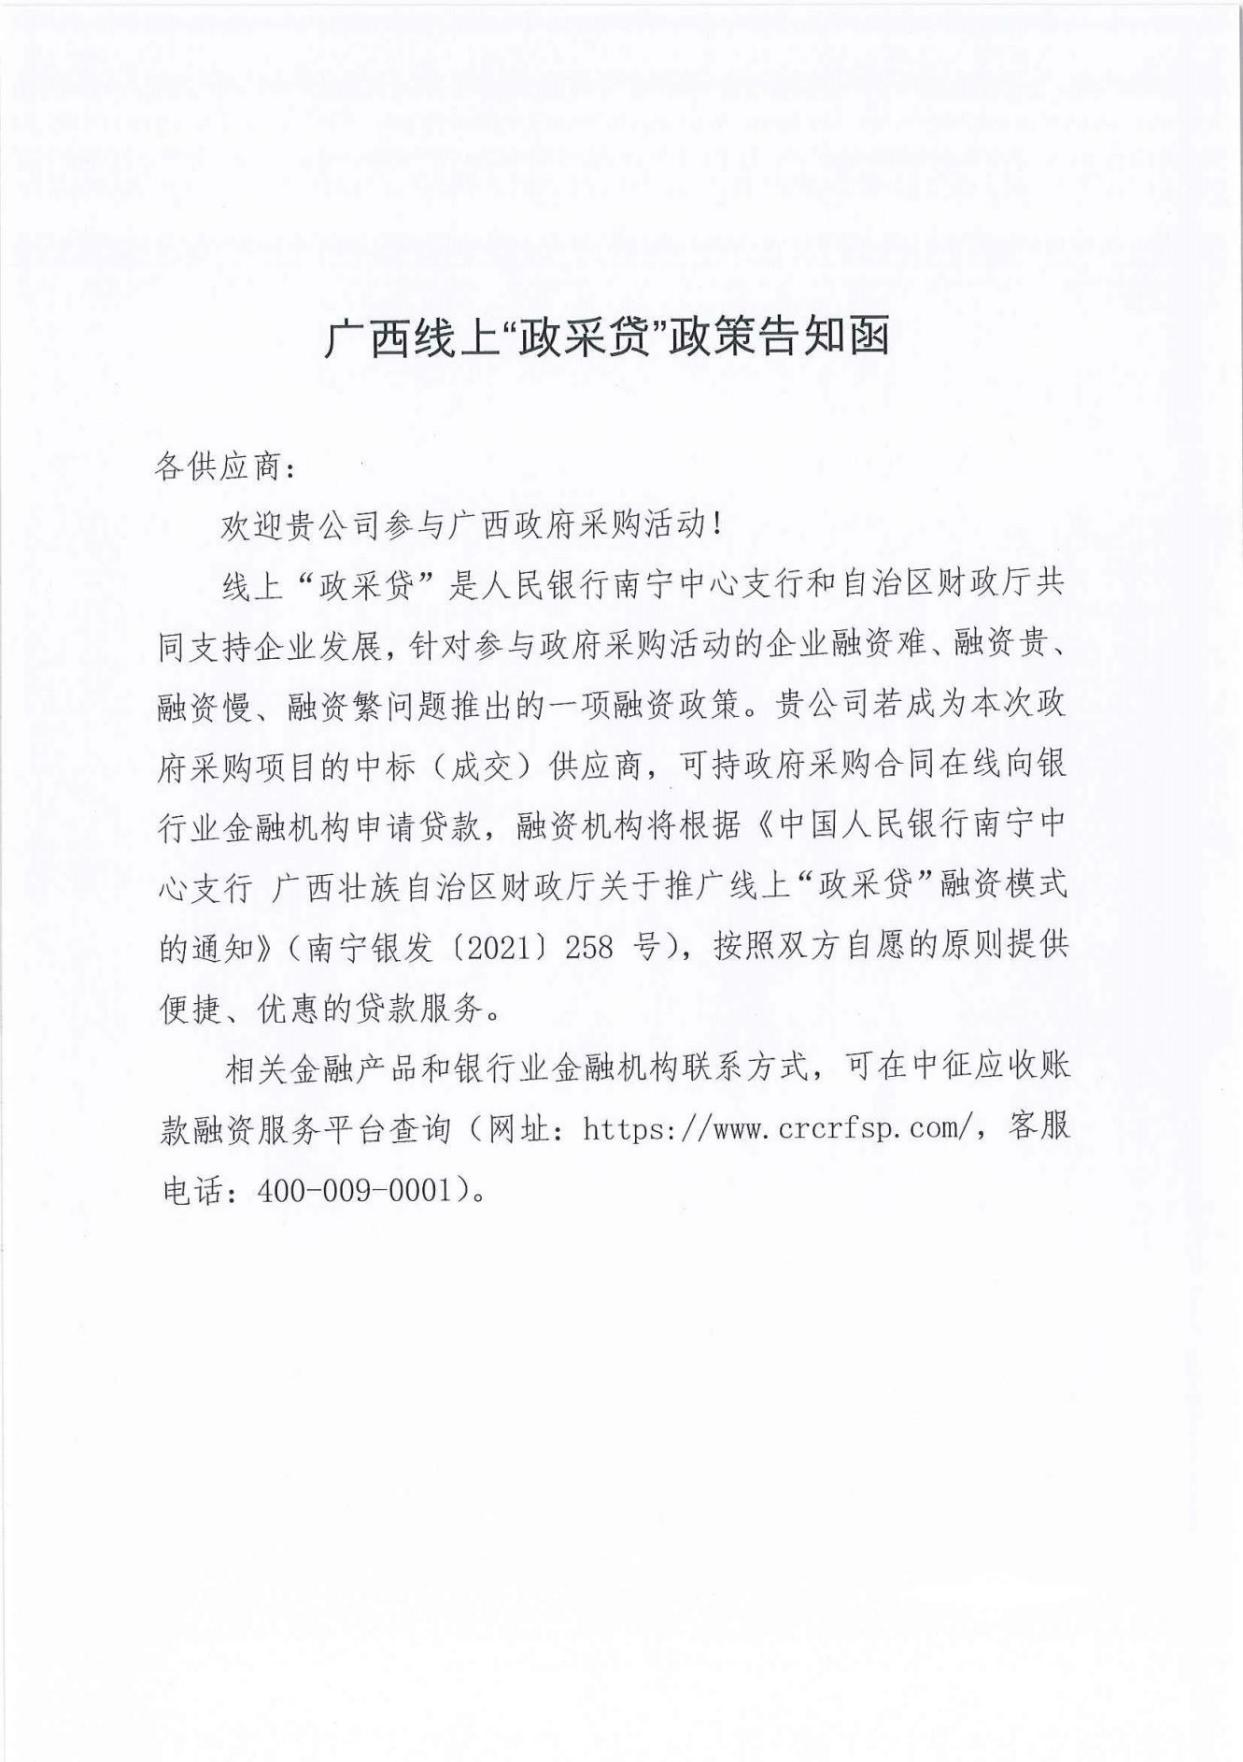 广西线上“政采贷”政策告知函
各供应商：
欢迎贵公司参与广西政府采购活动！
线上“政采贷”是人民银行南宁中心支行和自治区财政厅共
同支持企业发展，针对参与政府采购活动的企业融资难、融资贵、
融资慢、融资繁问题推出的一项融资政策。贵公司若成为本次政
府采购项目的中标（成交）供应商，可持政府采购合同在线向银
行业金融机构申请贷款，融资机构将根据《中国人民银行南宁中
心支行 广西壮族自治区财政厅关于推广线上“政采贷”融资模式
的通知》（南宁银发〔2021〕258 号），按照双方自愿的原则提供
便捷、优惠的贷款服务。
相关金融产品和银行业金融机构联系方式，可在中征应收账
款融资服务平台查询（网址：https://www.crcrfsp.com/，客服
电话：400-009-0001）。